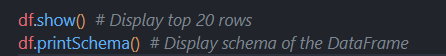 df.show()  # Display top 20 rows
df.printSchema()  # Display schema of the DataFrame